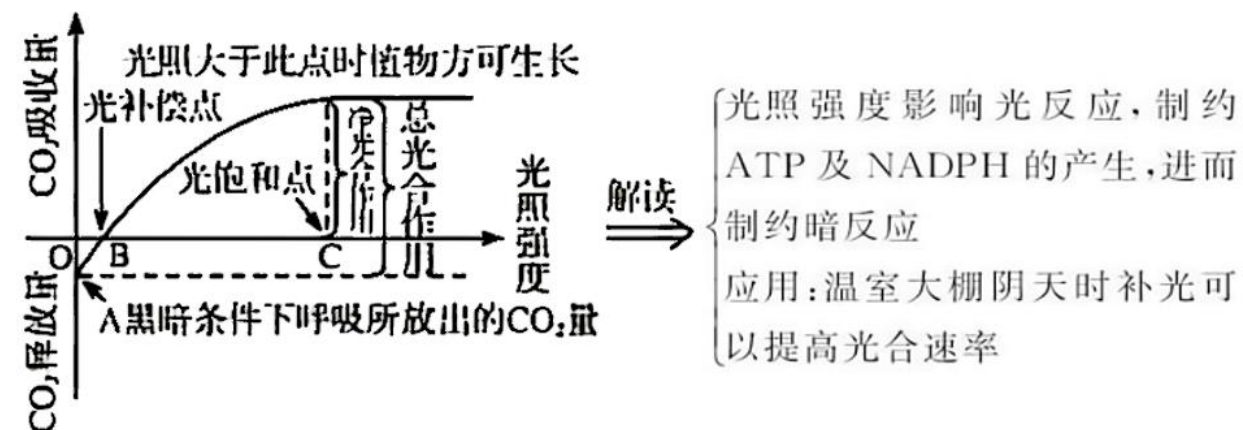 CO₂吸收量
光照大于此点时植物方可生长
光补偿点
光饱和点
净光合作用
总光合作用
光照强度
O
B
C
A黑暗条件下呼吸所放出的CO₂量
CO₂释放量
解读
光照强度影响光反应,制约
ATP及NADPH的产生,进而
制约暗反应
应用:温室大棚阴天时补光可
以提高光合速率